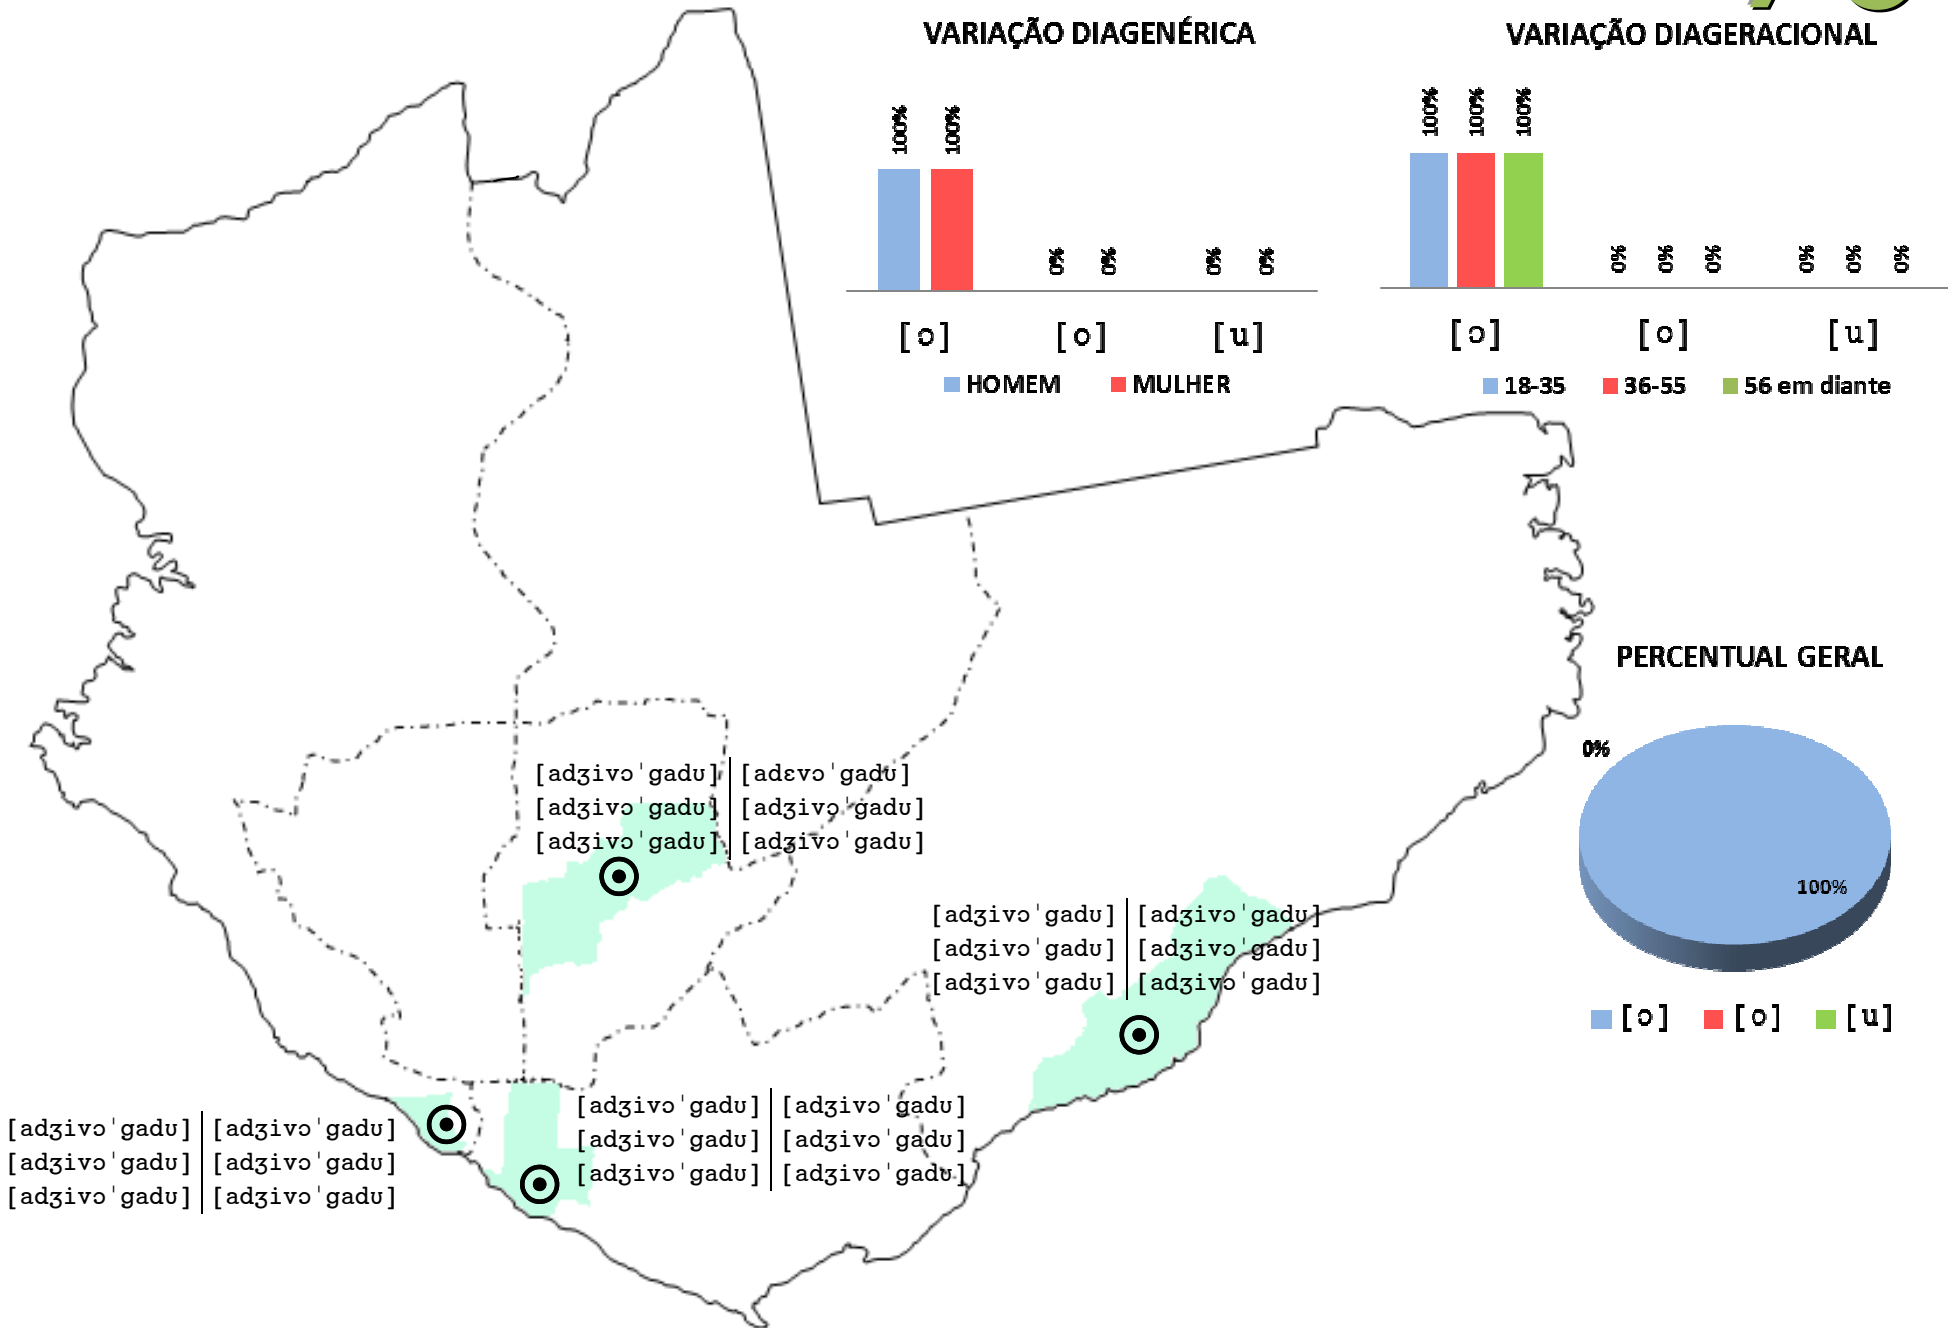 VARIAÇÃO DIAGENÉRICA
100% 100% 0% 0% 0% 0%
[ɔ] [o] [u]
HOMEM MULHER
VARIAÇÃO DIAGERACIONAL
100% 100% 100% 0% 0% 0% 0% 0% 0%
[ɔ] [o] [u]
18-35 36-55 56 em diante
PERCENTUAL GERAL
0%
100%
[ɔ] [o] [u]
[adʒivɔˈgadʊ] [adɛvɔˈgadʊ]
[adʒivɔˈgadʊ] [adʒivɔˈgadʊ]
[adʒivɔˈgadʊ] [adʒivɔˈgadʊ]
[adʒivɔˈgadʊ] [adʒivɔˈgadʊ]
[adʒivɔˈgadʊ] [adʒivɔˈgadʊ]
[adʒivɔˈgadʊ] [adʒivɔˈgadʊ]
[adʒivɔˈgadʊ] [adʒivɔˈgadʊ]
[adʒivɔˈgadʊ] [adʒivɔˈgadʊ]
[adʒivɔˈgadʊ] [adʒivɔˈgadʊ]
[adʒivɔˈgadʊ] [adʒivɔˈgadʊ]
[adʒivɔˈgadʊ] [adʒivɔˈgadʊ]
[adʒivɔˈgadʊ] [adʒivɔˈgadʊ]